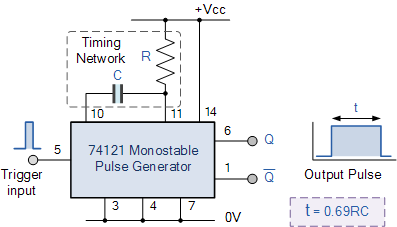 +Vcc
Timing
Network
R
C
10
11
14
t
5
74121 Monostable
Pulse Generator
6
Q
1
Q̅
Trigger
input
Output Pulse
3
4
7
0V
t = 0.69RC